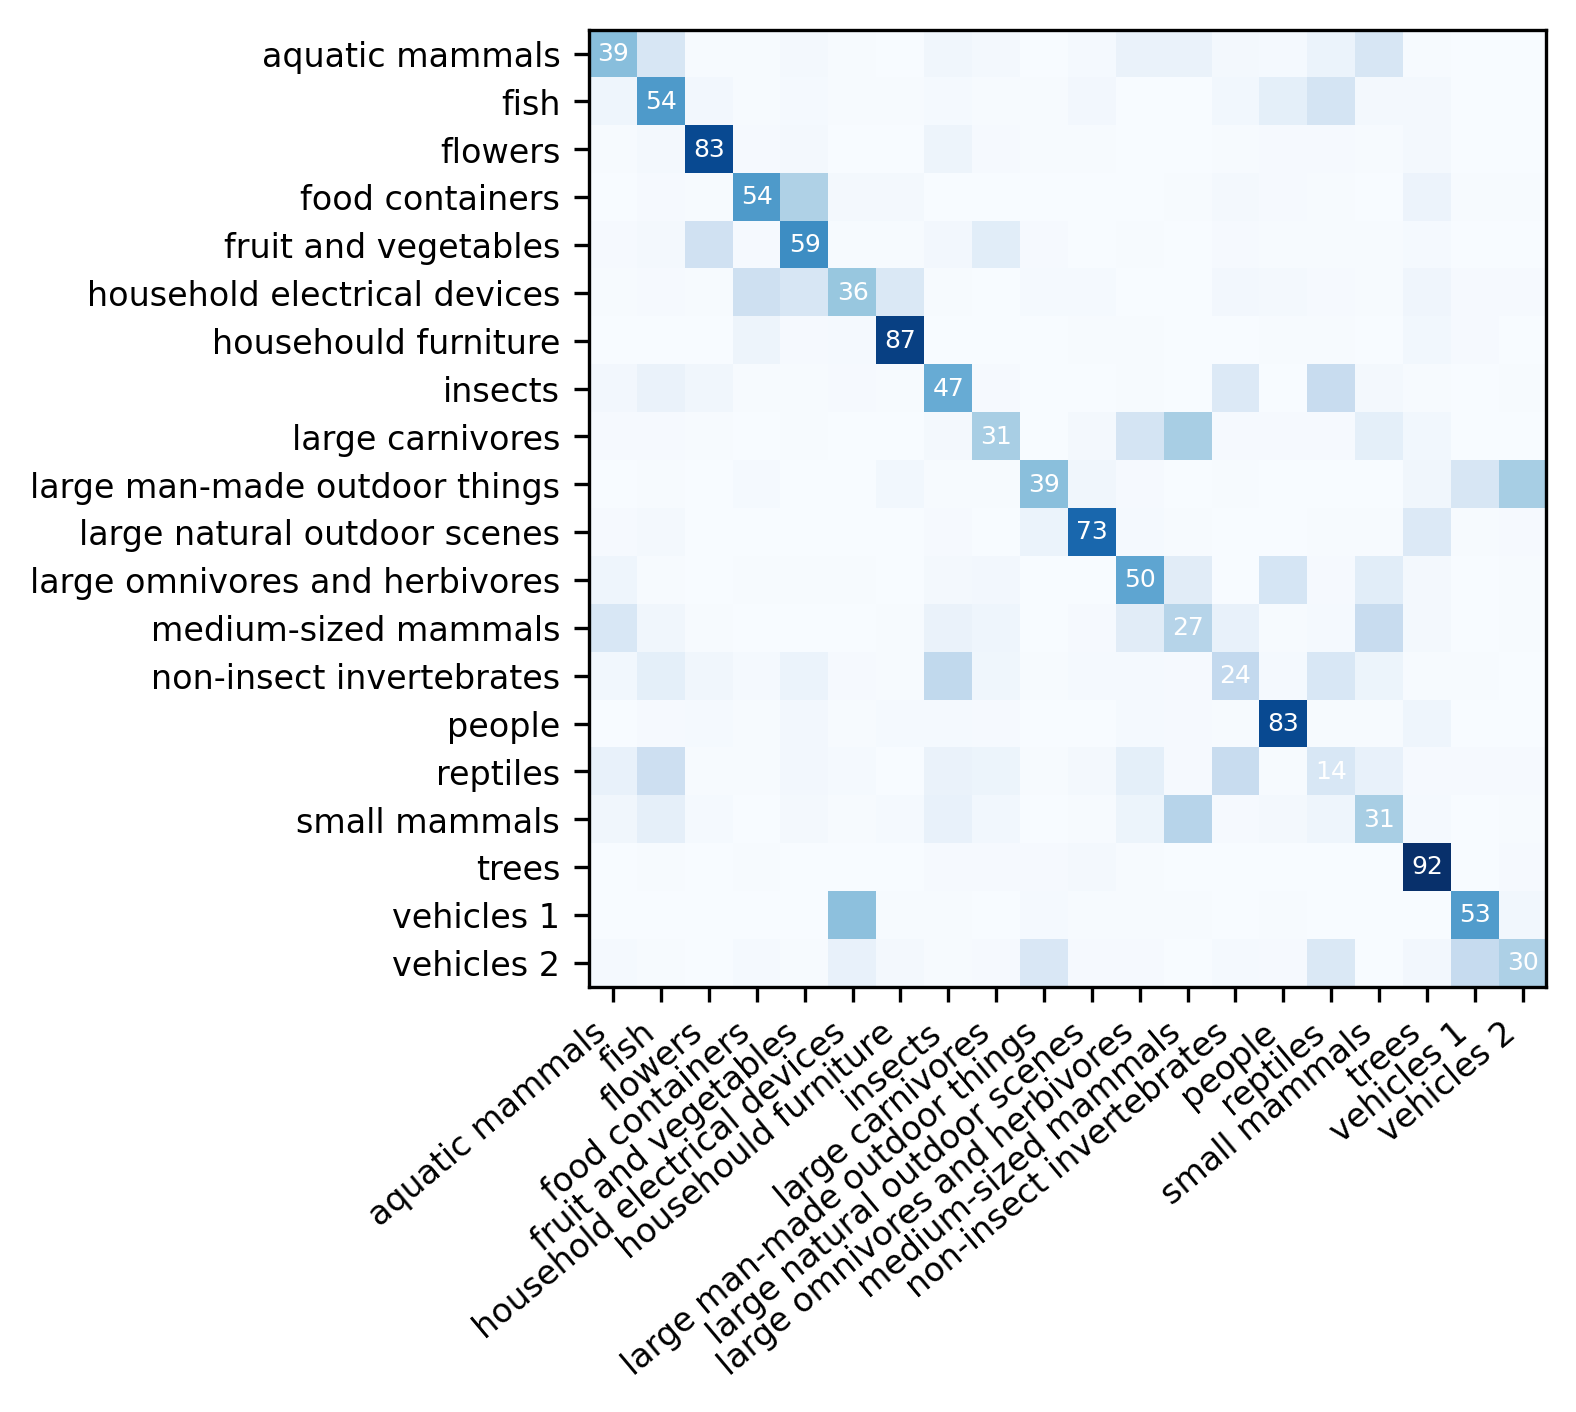 aquatic mammals 39
fish 54
flowers 83
food containers 54
fruit and vegetables 59
household electrical devices 36
househould furniture 87
insects 47
large carnivores 31
large man-made outdoor things 39
large natural outdoor scenes 73
large omnivores and herbivores 50
medium-sized mammals 27
non-insect invertebrates 24
people 83
reptiles 14
small mammals 31
trees 92
vehicles 1 53
vehicles 2 30
aquatic mammals
fish
flowers
food containers
fruit and vegetables
household electrical devices
househould furniture
insects
large carnivores
large man-made outdoor things
large natural outdoor scenes
large omnivores and herbivores
medium-sized mammals
non-insect invertebrates
people
reptiles
small mammals
trees
vehicles 1
vehicles 2